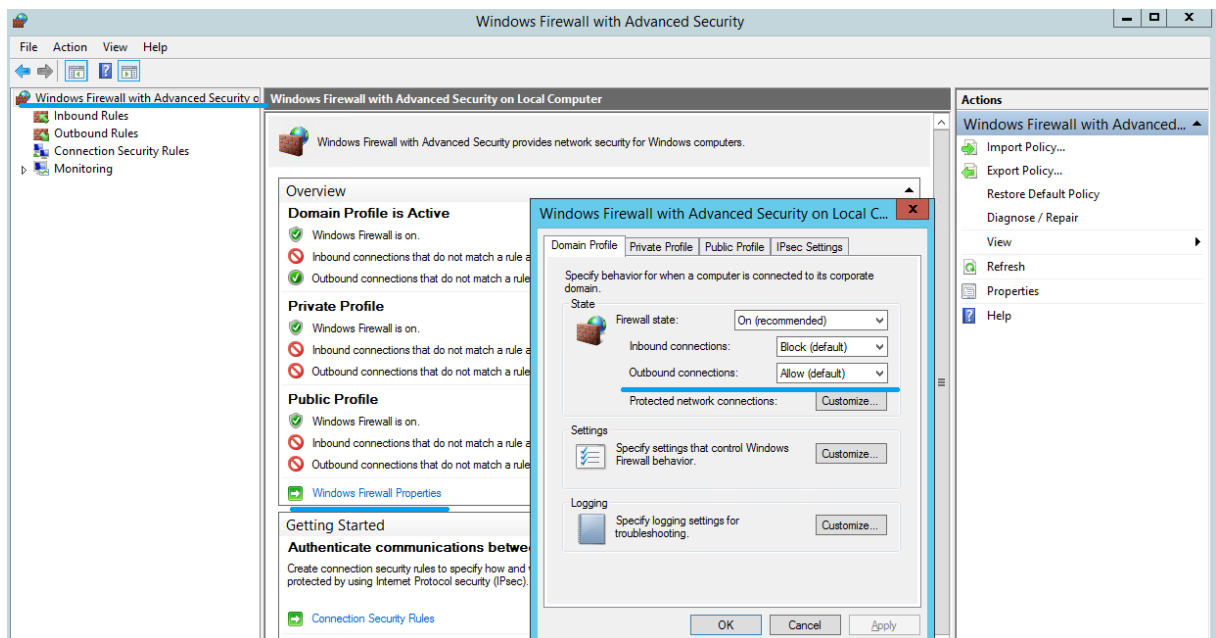 Windows Firewall with Advanced Security
File Action View Help
Windows Firewall with Advanced Security o
Inbound Rules
Outbound Rules
Connection Security Rules
Monitoring
Windows Firewall with Advanced Security on Local Computer
Windows Firewall with Advanced Security provides network security for Windows computers.
Overview
Domain Profile is Active
Windows Firewall is on.
Inbound connections that do not match a rule a
Outbound connections that do not match a rule
Private Profile
Windows Firewall is on.
Inbound connections that do not match a rule a
Outbound connections that do not match a rule
Public Profile
Windows Firewall is on.
Inbound connections that do not match a rule a
Outbound connections that do not match a rule
Windows Firewall Properties
Getting Started
Authenticate communications betwe
Create connection security rules to specify how and
protected by using Internet Protocol security (IPsec).
Connection Security Rules
Windows Firewall with Advanced Security on Local C...
Domain Profile Private Profile Public Profile IPsec Settings
Specify behavior for when a computer is connected to its corporate
domain.
State
Firewall state: On (recommended)
Inbound connections: Block (default)
Outbound connections: Allow (default)
Protected network connections: Customize...
Settings
Specify settings that control Windows
Firewall behavior.
Customize...
Logging
Specify logging settings for
troubleshooting.
Customize...
OK Cancel Apply
Actions
Windows Firewall with Advanced...
Import Policy...
Export Policy...
Restore Default Policy
Diagnose / Repair
View
Refresh
Properties
Help